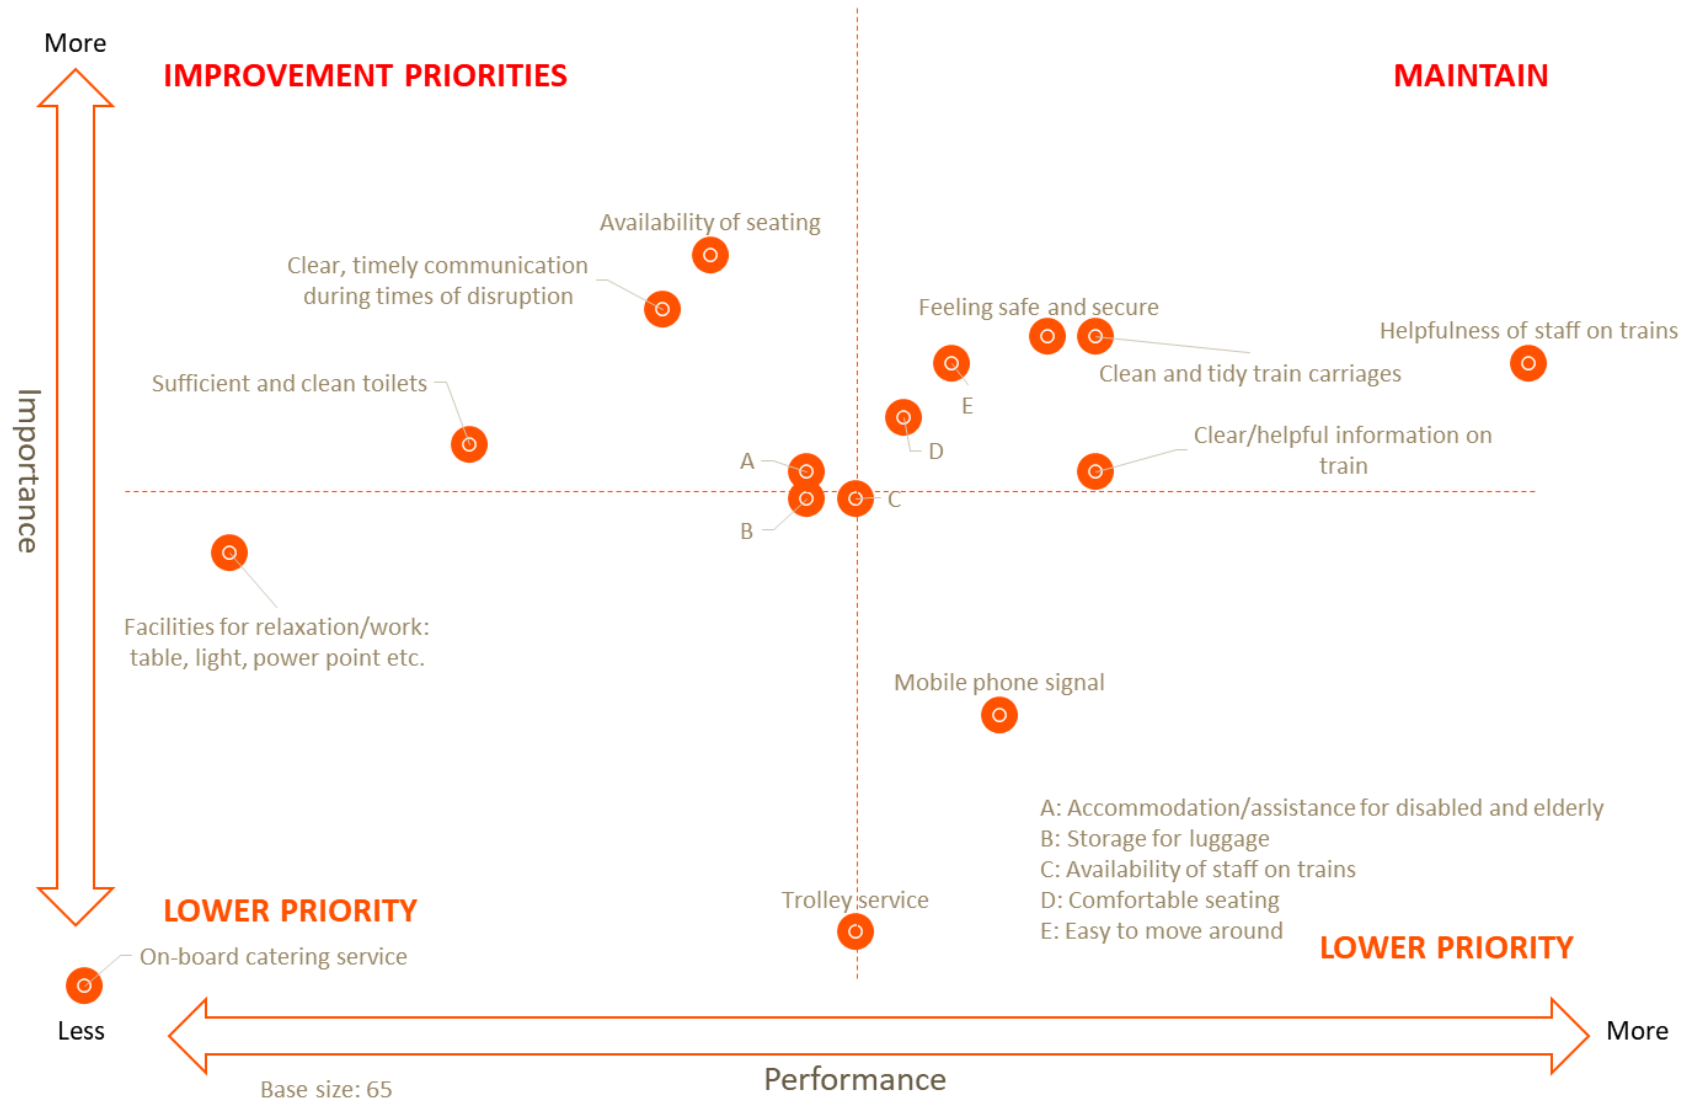 More
IMPROVEMENT PRIORITIES
MAINTAIN
Availability of seating
Clear, timely communication
during times of disruption
Feeling safe and secure
Helpfulness of staff on trains
Clean and tidy train carriages
Sufficient and clean toilets
E
D
Clear/helpful information on
train
A
C
B
Importance
Facilities for relaxation/work:
table, light, power point etc.
Mobile phone signal
A: Accommodation/assistance for disabled and elderly
B: Storage for luggage
C: Availability of staff on trains
D: Comfortable seating
E: Easy to move around
Trolley service
LOWER PRIORITY
LOWER PRIORITY
On-board catering service
Less
More
Performance
Base size: 65